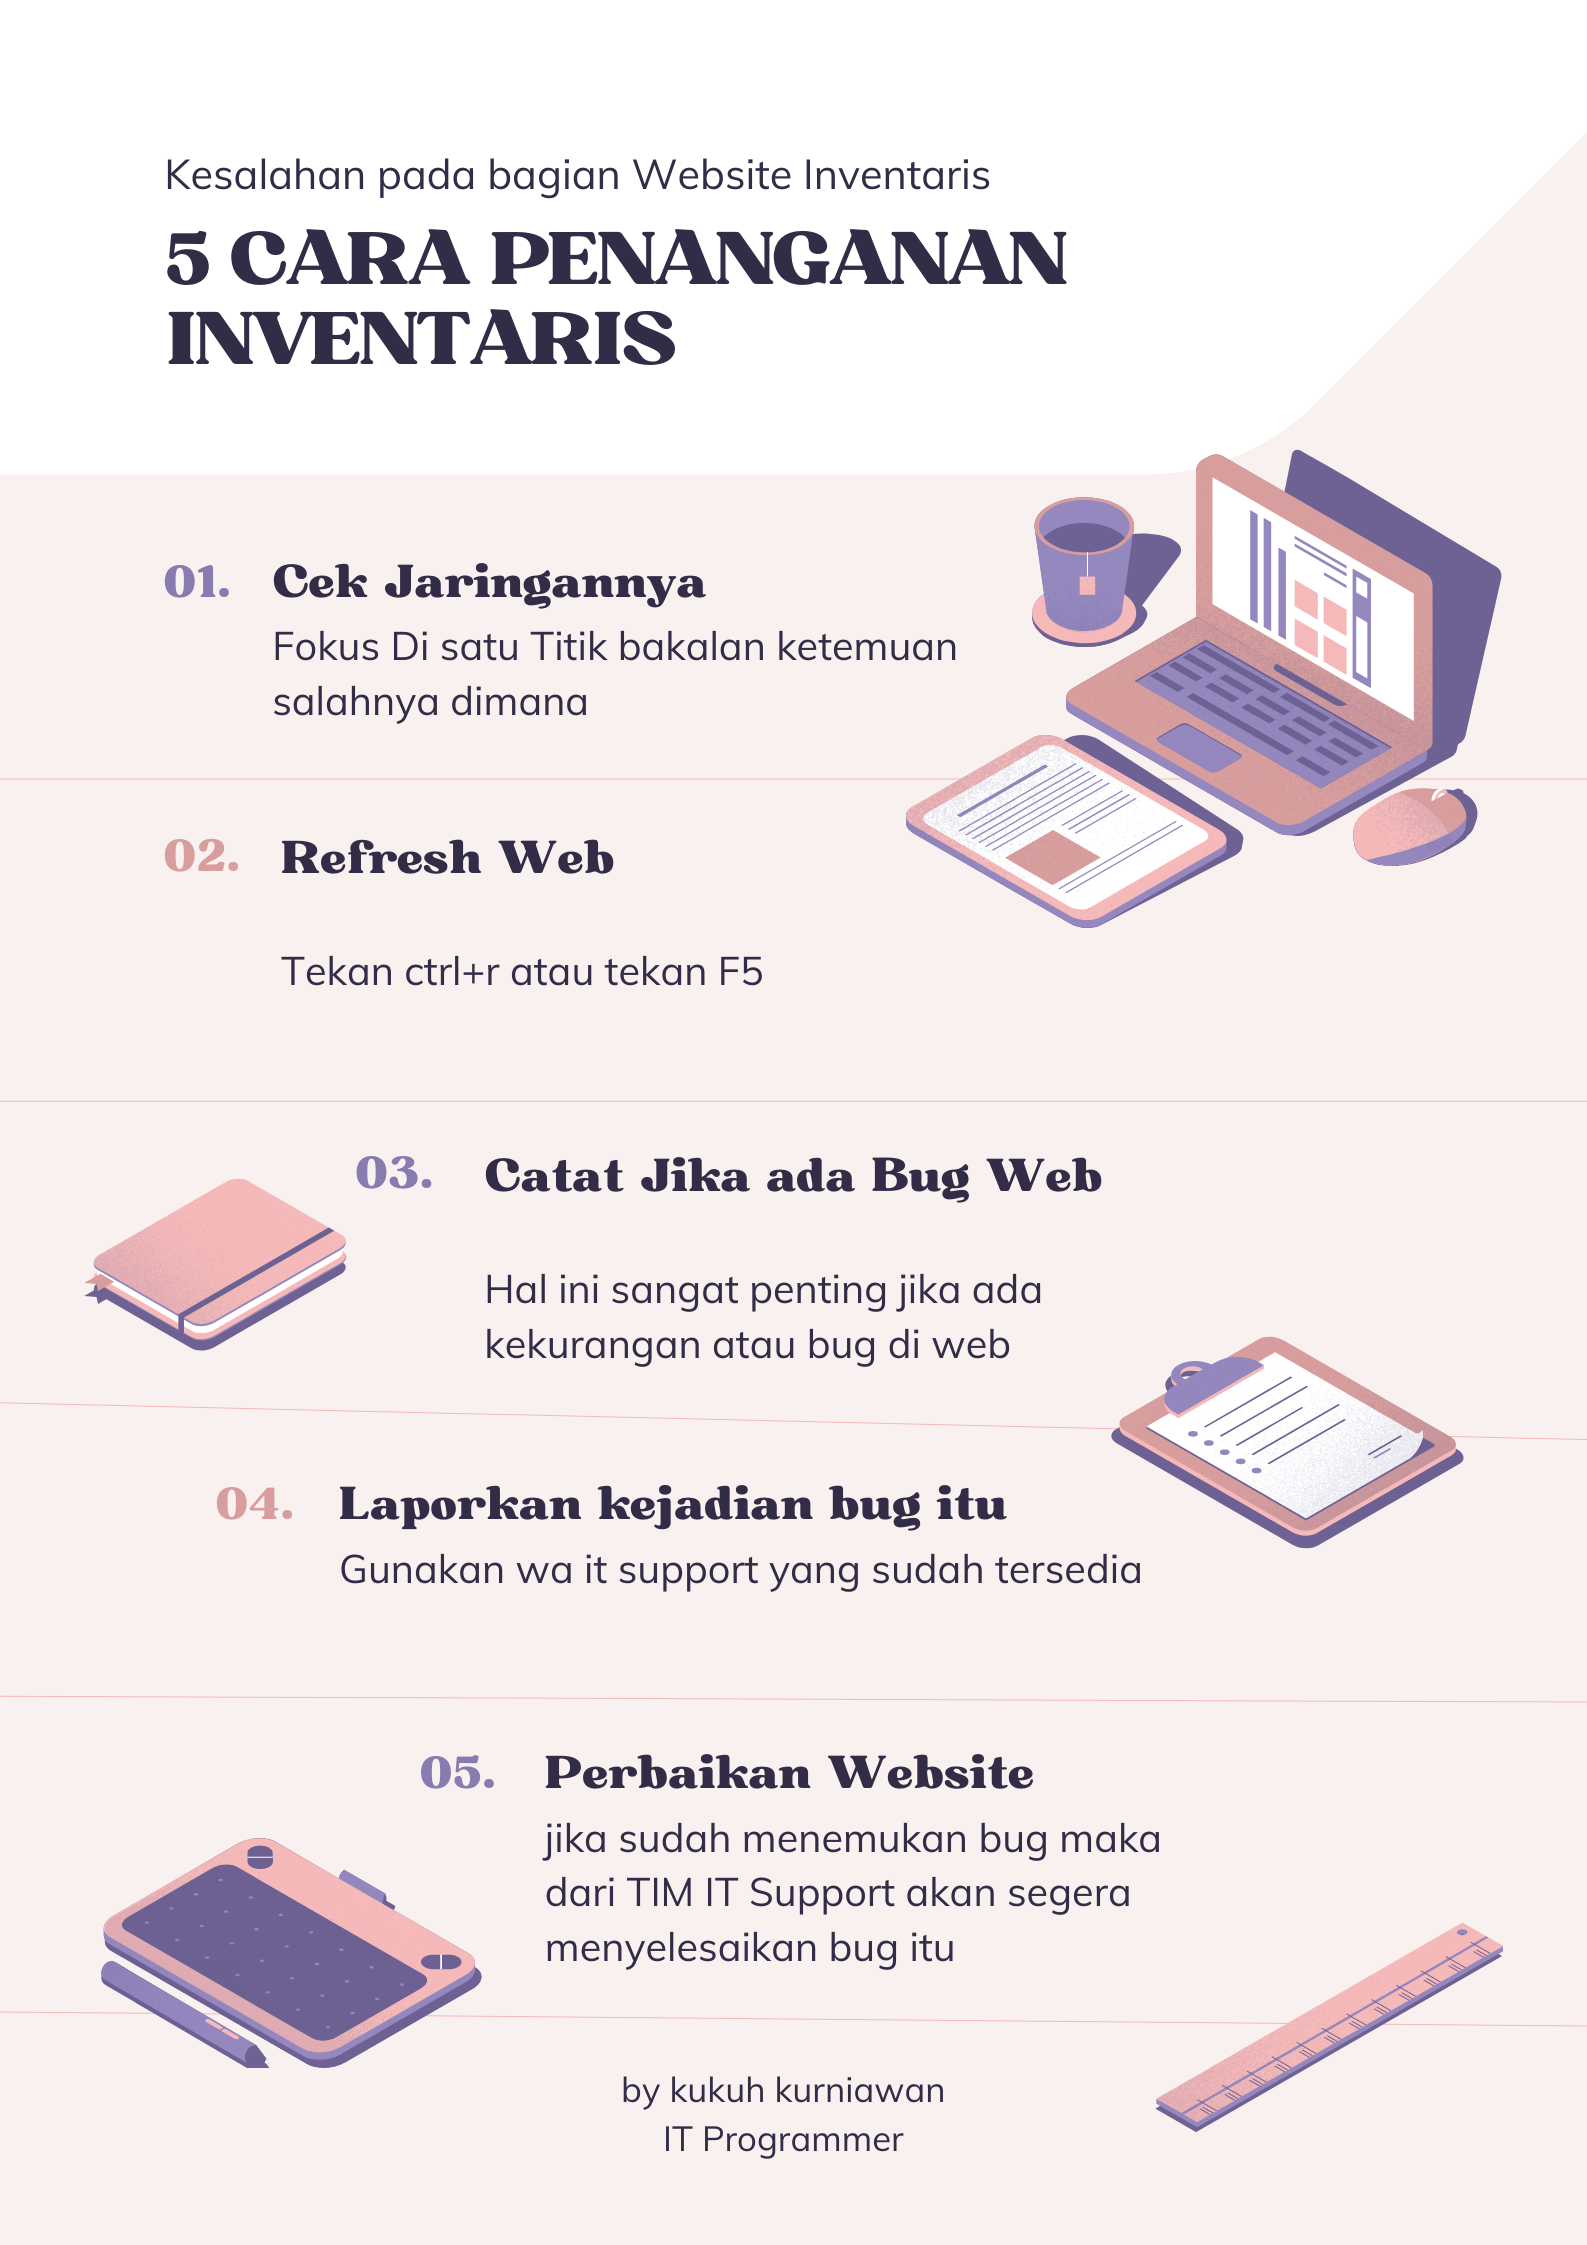 Kesalahan pada bagian Website Inventaris
5 CARA PENANGANAN
INVENTARIS
01. Cek Jaringannya
Fokus Di satu Titik bakalan ketemuan
salahnya dimana
02. Refresh Web
Tekan ctrl+r atau tekan F5
03. Catat Jika ada Bug Web
Hal ini sangat penting jika ada
kekurangan atau bug di web
04. Laporkan kejadian bug itu
Gunakan wa it support yang sudah tersedia
05. Perbaikan Website
jika sudah menemukan bug maka
dari TIM IT Support akan segera
menyelesaikan bug itu
by kukuh kurniawan
IT Programmer